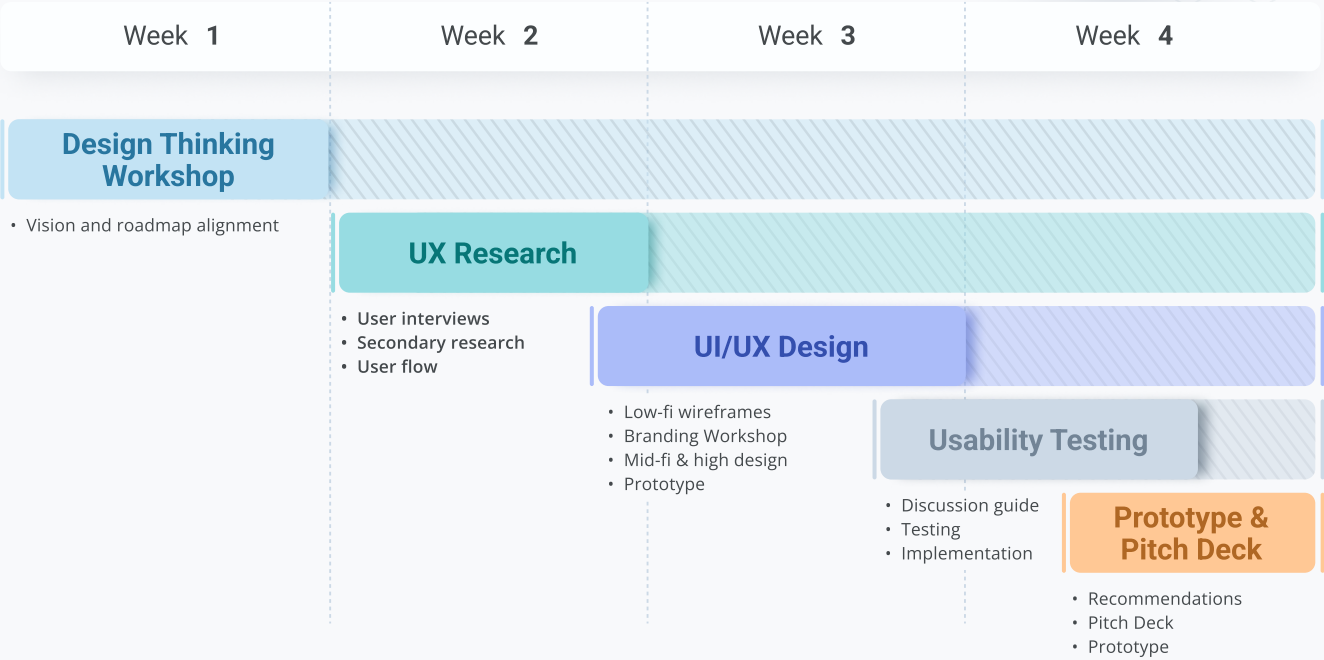 Week 1
Week 2
Week 3
Week 4
Design Thinking
Workshop
• Vision and roadmap alignment
UX Research
• User interviews
• Secondary research
• User flow
UI/UX Design
• Low-fi wireframes
• Branding Workshop
• Mid-fi & high design
• Prototype
Usability Testing
• Discussion guide
• Testing
• Implementation
Prototype &
Pitch Deck
• Recommendations
• Pitch Deck
• Prototype